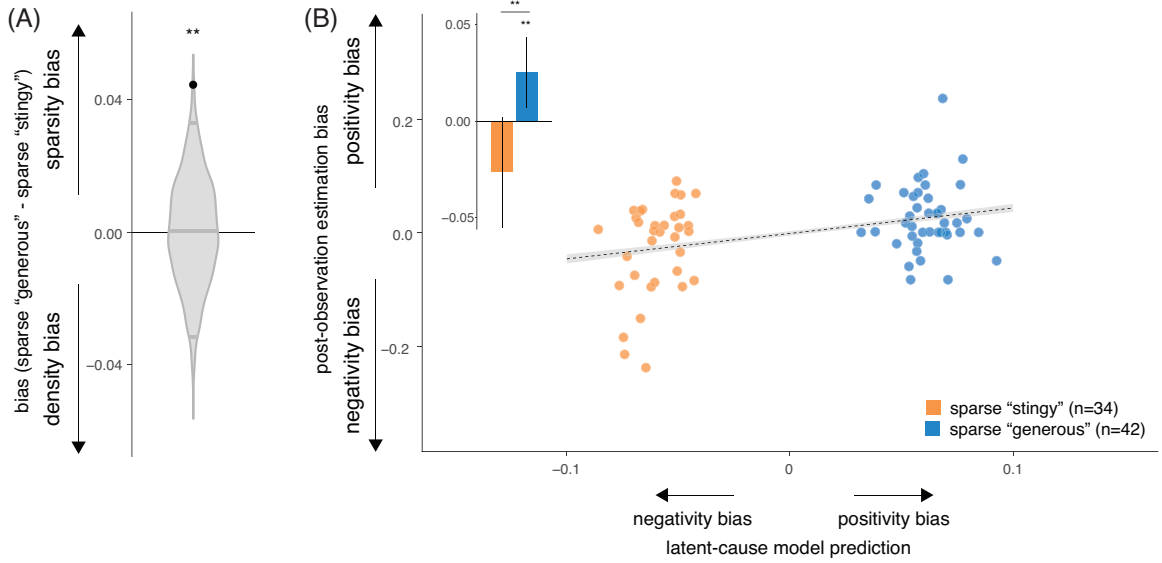 (A)
**
bias (sparse "generous" - sparse "stingy")
sparsity bias
density bias
0.04
0.00
−0.04
(B)
post-observation estimation bias
positivity bias
negativity bias
0.2
0.0
−0.2
**
**
0.05
0.00
−0.05
sparse "stingy" (n=34)
sparse "generous" (n=42)
−0.1
0
0.1
negativity bias
positivity bias
latent-cause model prediction